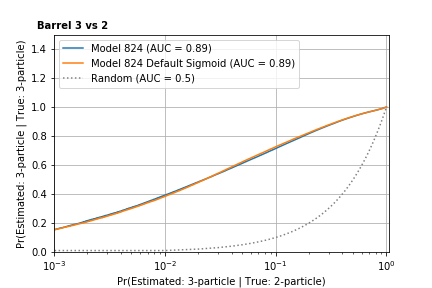 Barrel 3 vs 2
Model 824 (AUC = 0.89)
Model 824 Default Sigmoid (AUC = 0.89)
Random (AUC = 0.5)
Pr(Estimated: 3-particle | True: 3-particle)
1.4
1.2
1.0
0.8
0.6
0.4
0.2
0.0
10⁻³
10⁻²
10⁻¹
10⁰
Pr(Estimated: 3-particle | True: 2-particle)